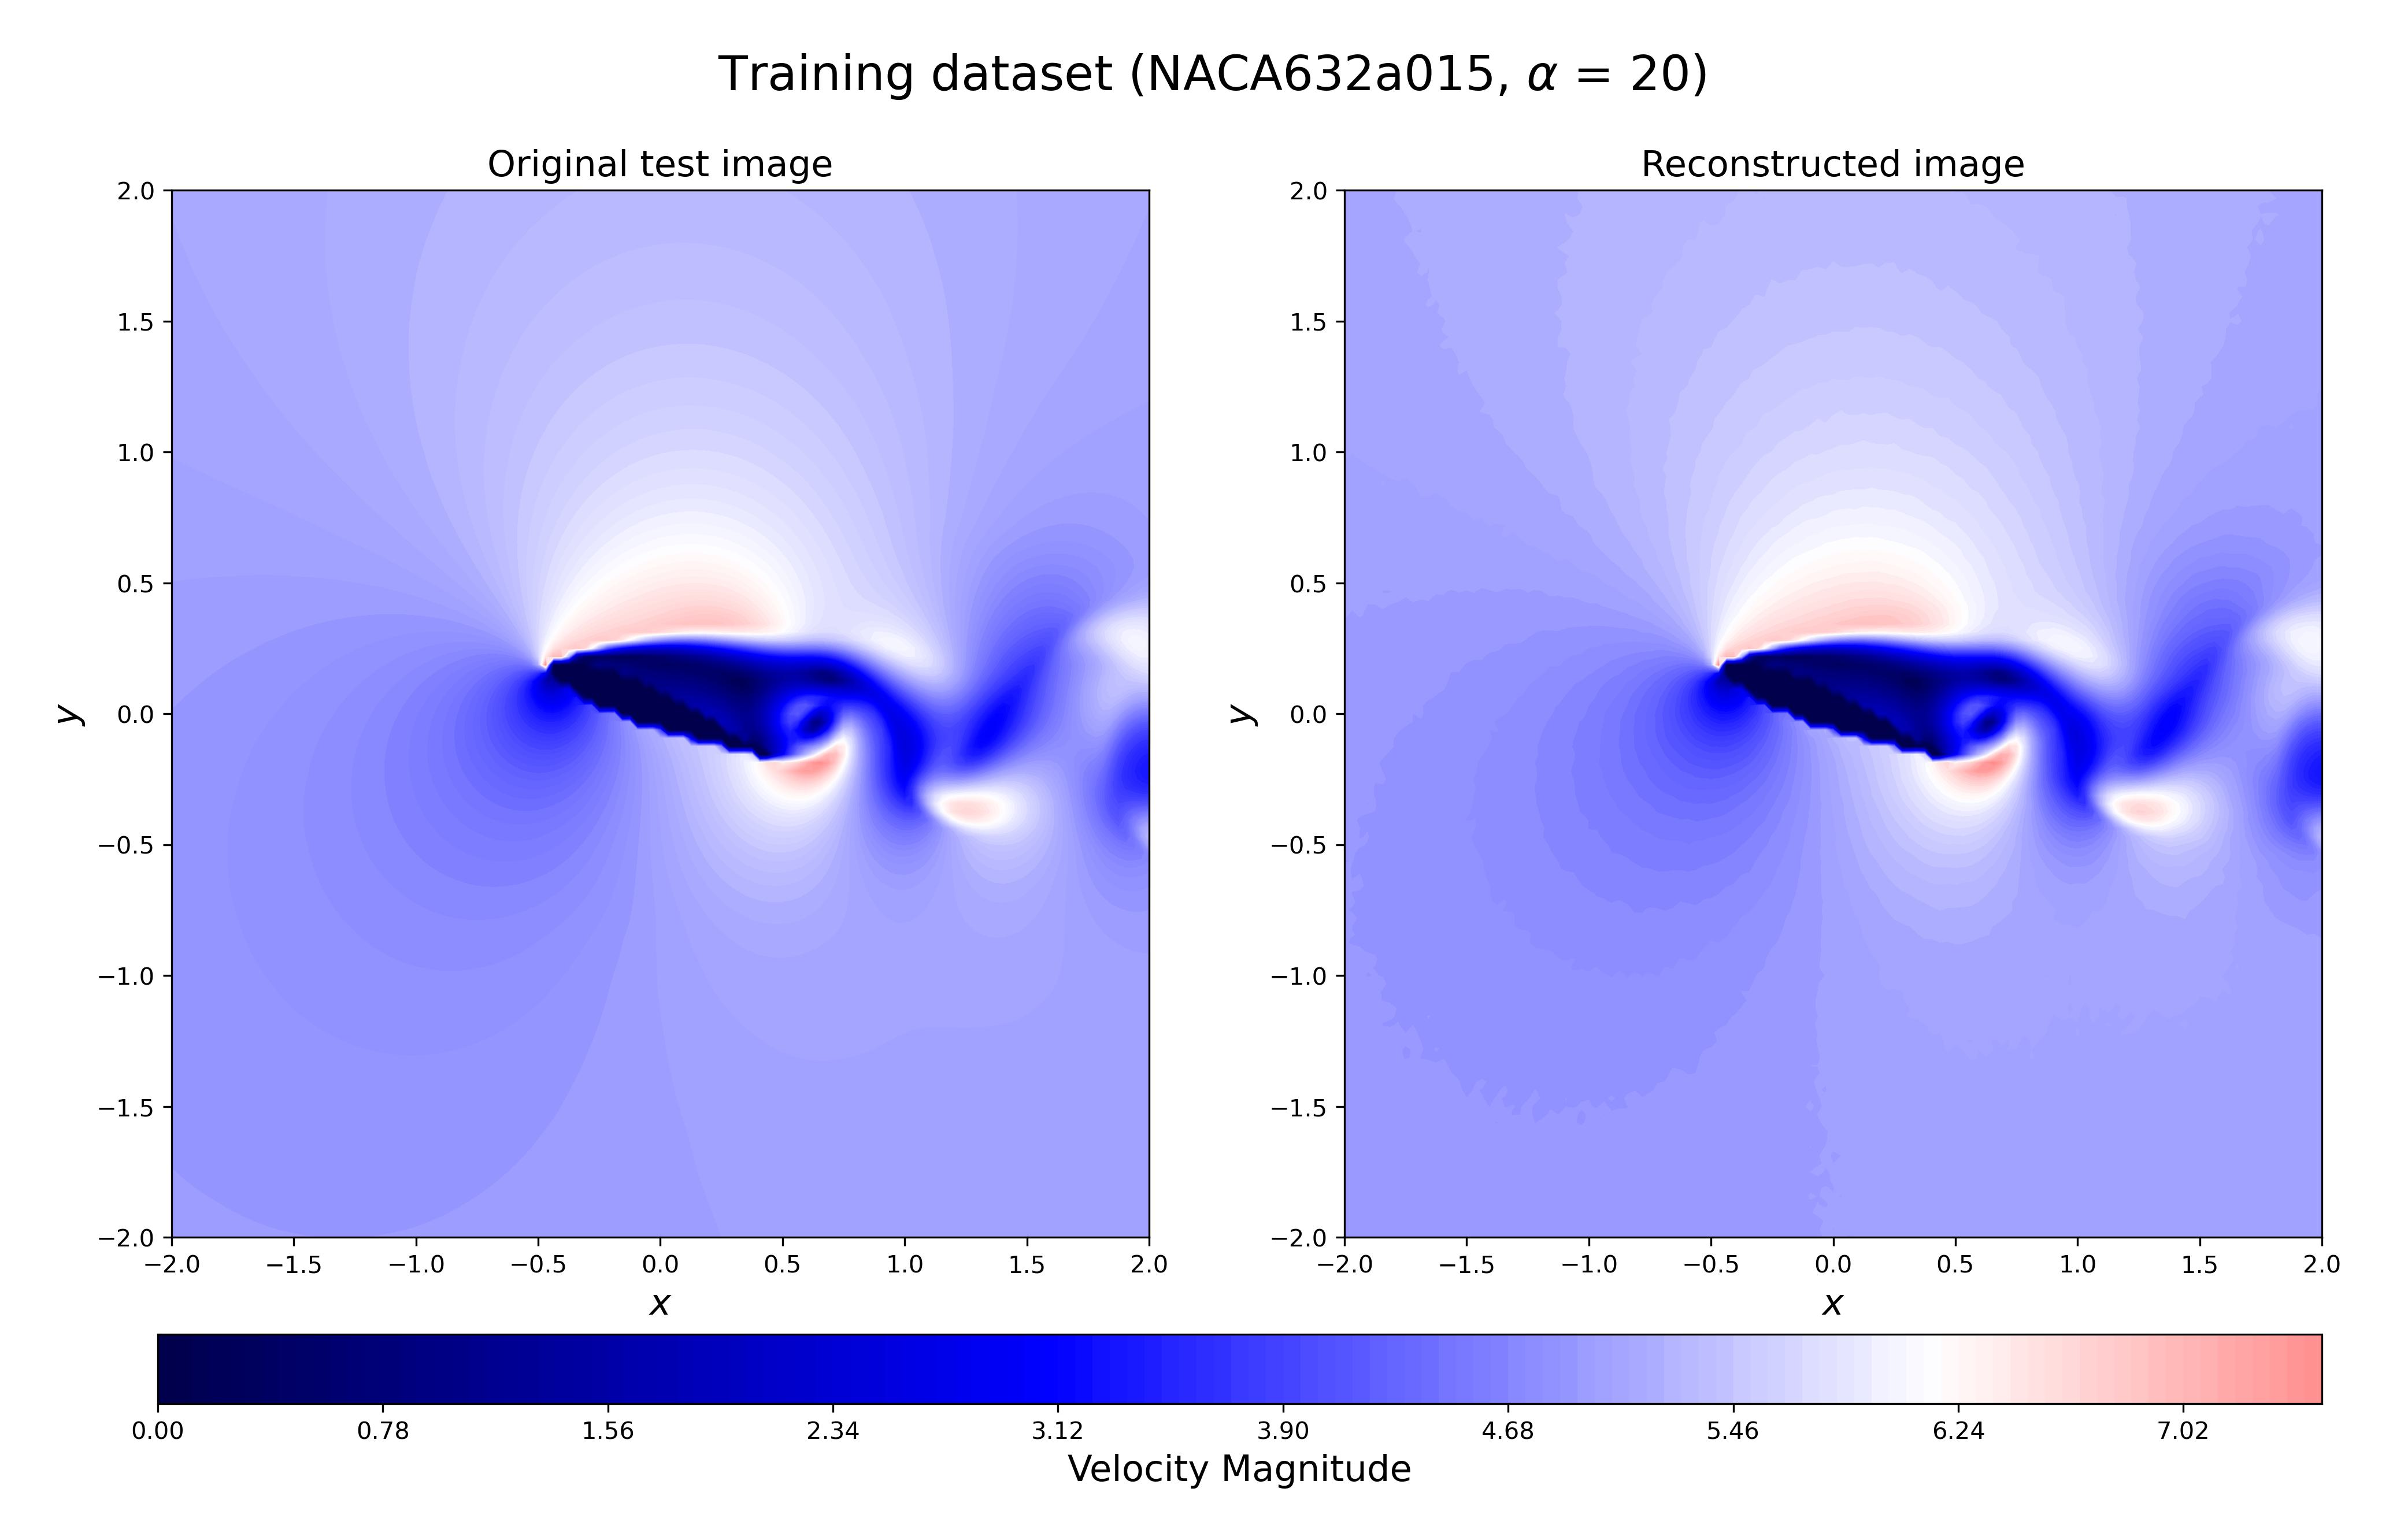 Training dataset (NACA632a015, α = 20)
Original test image
2.0
1.5
1.0
0.5
0.0
−0.5
−1.0
−1.5
−2.0
y
−2.0 −1.5 −1.0 −0.5 0.0 0.5 1.0 1.5 2.0
x
Reconstructed image
2.0
1.5
1.0
0.5
0.0
−0.5
−1.0
−1.5
−2.0
y
−2.0 −1.5 −1.0 −0.5 0.0 0.5 1.0 1.5 2.0
x
0.00 0.78 1.56 2.34 3.12 3.90 4.68 5.46 6.24 7.02
Velocity Magnitude